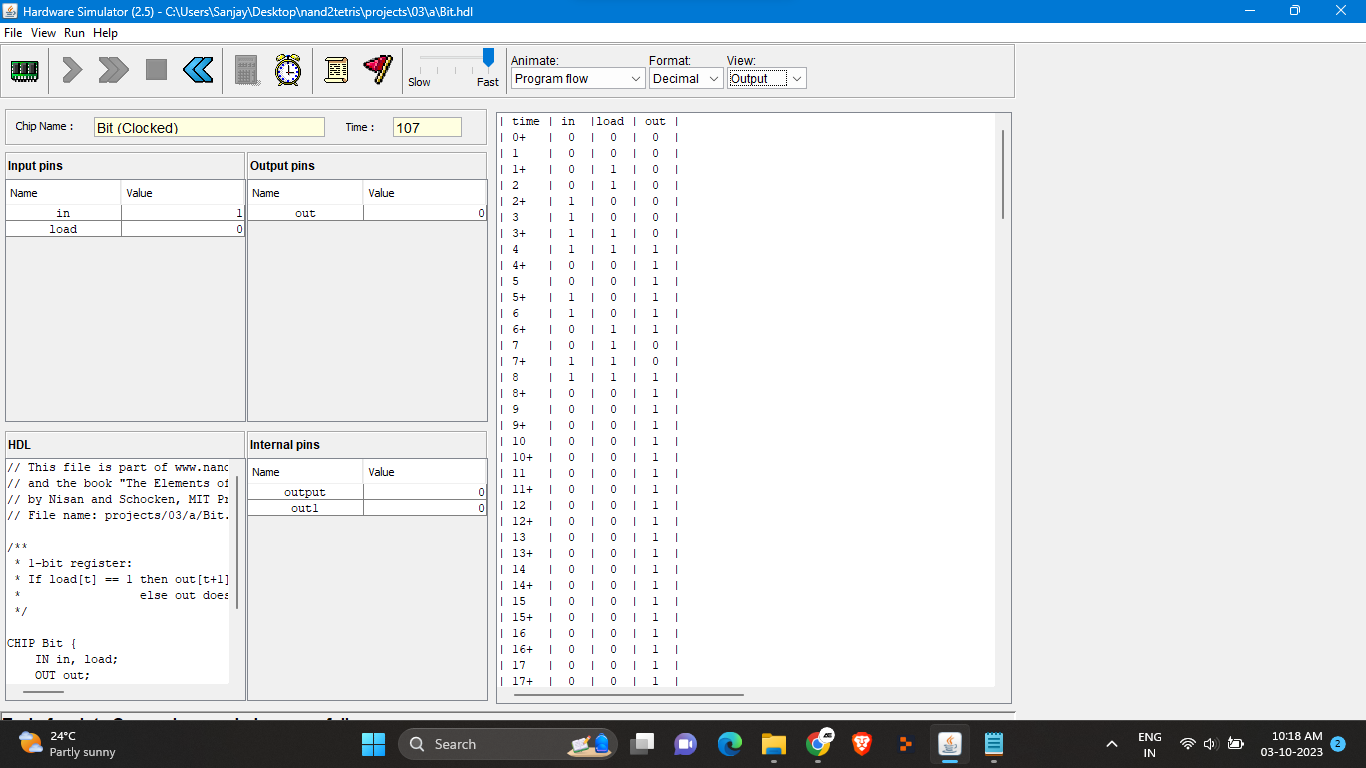 Hardware Simulator (2.5) - C:\Users\Sanjay\Desktop\nand2tetris\projects\03\a\Bit.hdl
File View Run Help
Animate: Format: View:
Slow Fast Program flow Decimal Output
Chip Name : Bit (Clocked) Time : 107
Input pins
Name Value
in 1
load 0
Output pins
Name Value
out 0
HDL
// This file is part of www.nand
// and the book "The Elements of
// by Nisan and Schocken, MIT Pr
// File name: projects/03/a/Bit.
/**
* 1-bit register:
* If load[t] == 1 then out[t+1]
* else out does
*/
CHIP Bit {
IN in, load;
OUT out;
Internal pins
Name Value
output 0
out1 0
| time | in |load | out |
| 0+ | 0 | 0 | 0 |
| 1 | 0 | 0 | 0 |
| 1+ | 0 | 1 | 0 |
| 2 | 0 | 1 | 0 |
| 2+ | 1 | 0 | 0 |
| 3 | 1 | 0 | 0 |
| 3+ | 1 | 1 | 0 |
| 4 | 1 | 1 | 1 |
| 4+ | 0 | 0 | 1 |
| 5 | 0 | 0 | 1 |
| 5+ | 1 | 0 | 1 |
| 6 | 1 | 0 | 1 |
| 6+ | 0 | 1 | 1 |
| 7 | 0 | 1 | 0 |
| 7+ | 1 | 1 | 0 |
| 8 | 1 | 1 | 1 |
| 8+ | 0 | 0 | 1 |
| 9 | 0 | 0 | 1 |
| 9+ | 0 | 0 | 1 |
| 10 | 0 | 0 | 1 |
| 10+ | 0 | 0 | 1 |
| 11 | 0 | 0 | 1 |
| 11+ | 0 | 0 | 1 |
| 12 | 0 | 0 | 1 |
| 12+ | 0 | 0 | 1 |
| 13 | 0 | 0 | 1 |
| 13+ | 0 | 0 | 1 |
| 14 | 0 | 0 | 1 |
| 14+ | 0 | 0 | 1 |
| 15 | 0 | 0 | 1 |
| 15+ | 0 | 0 | 1 |
| 16 | 0 | 0 | 1 |
| 16+ | 0 | 0 | 1 |
| 17 | 0 | 0 | 1 |
| 17+ | 0 | 0 | 1 |
24°C
Partly sunny
Search
ENG
IN
10:18 AM
03-10-2023
2